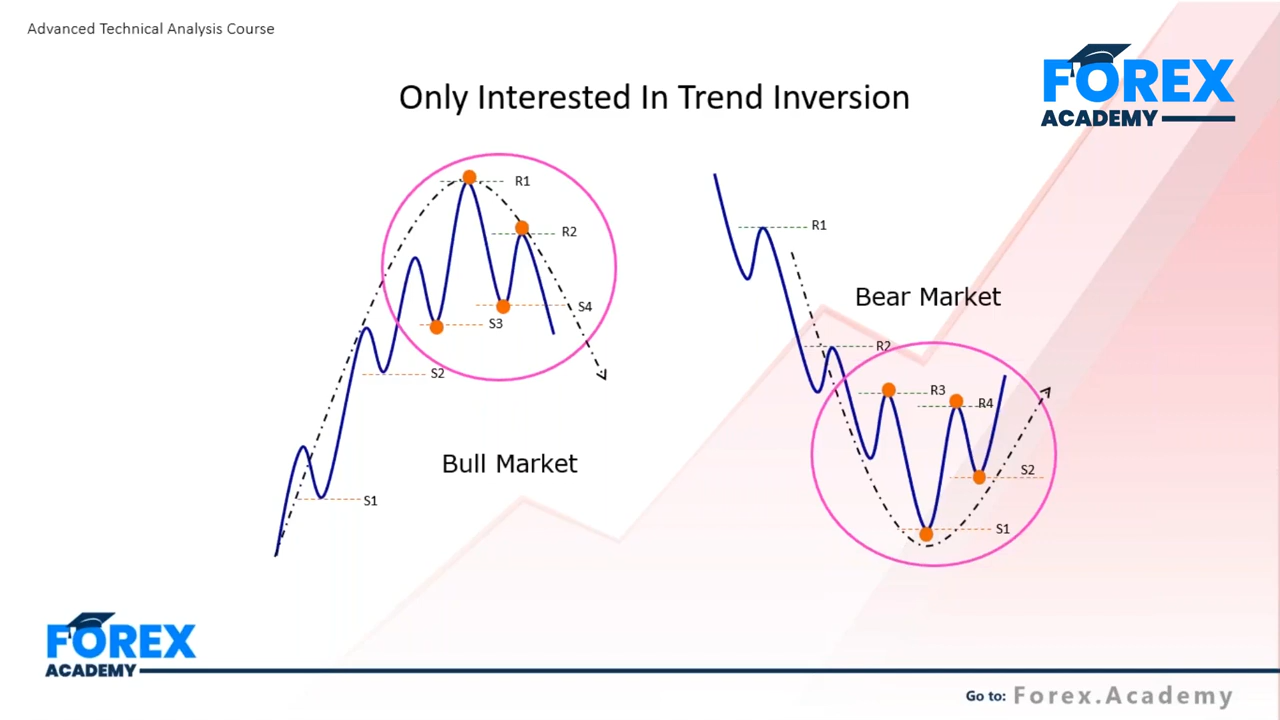 Advanced Technical Analysis Course
FOREX
ACADEMY
Only Interested In Trend Inversion
R1
R2
S4
S3
S2
S1
Bull Market
R1
Bear Market
R2
R3
R4
S2
S1
FOREX
ACADEMY
Go to: Forex.Academy